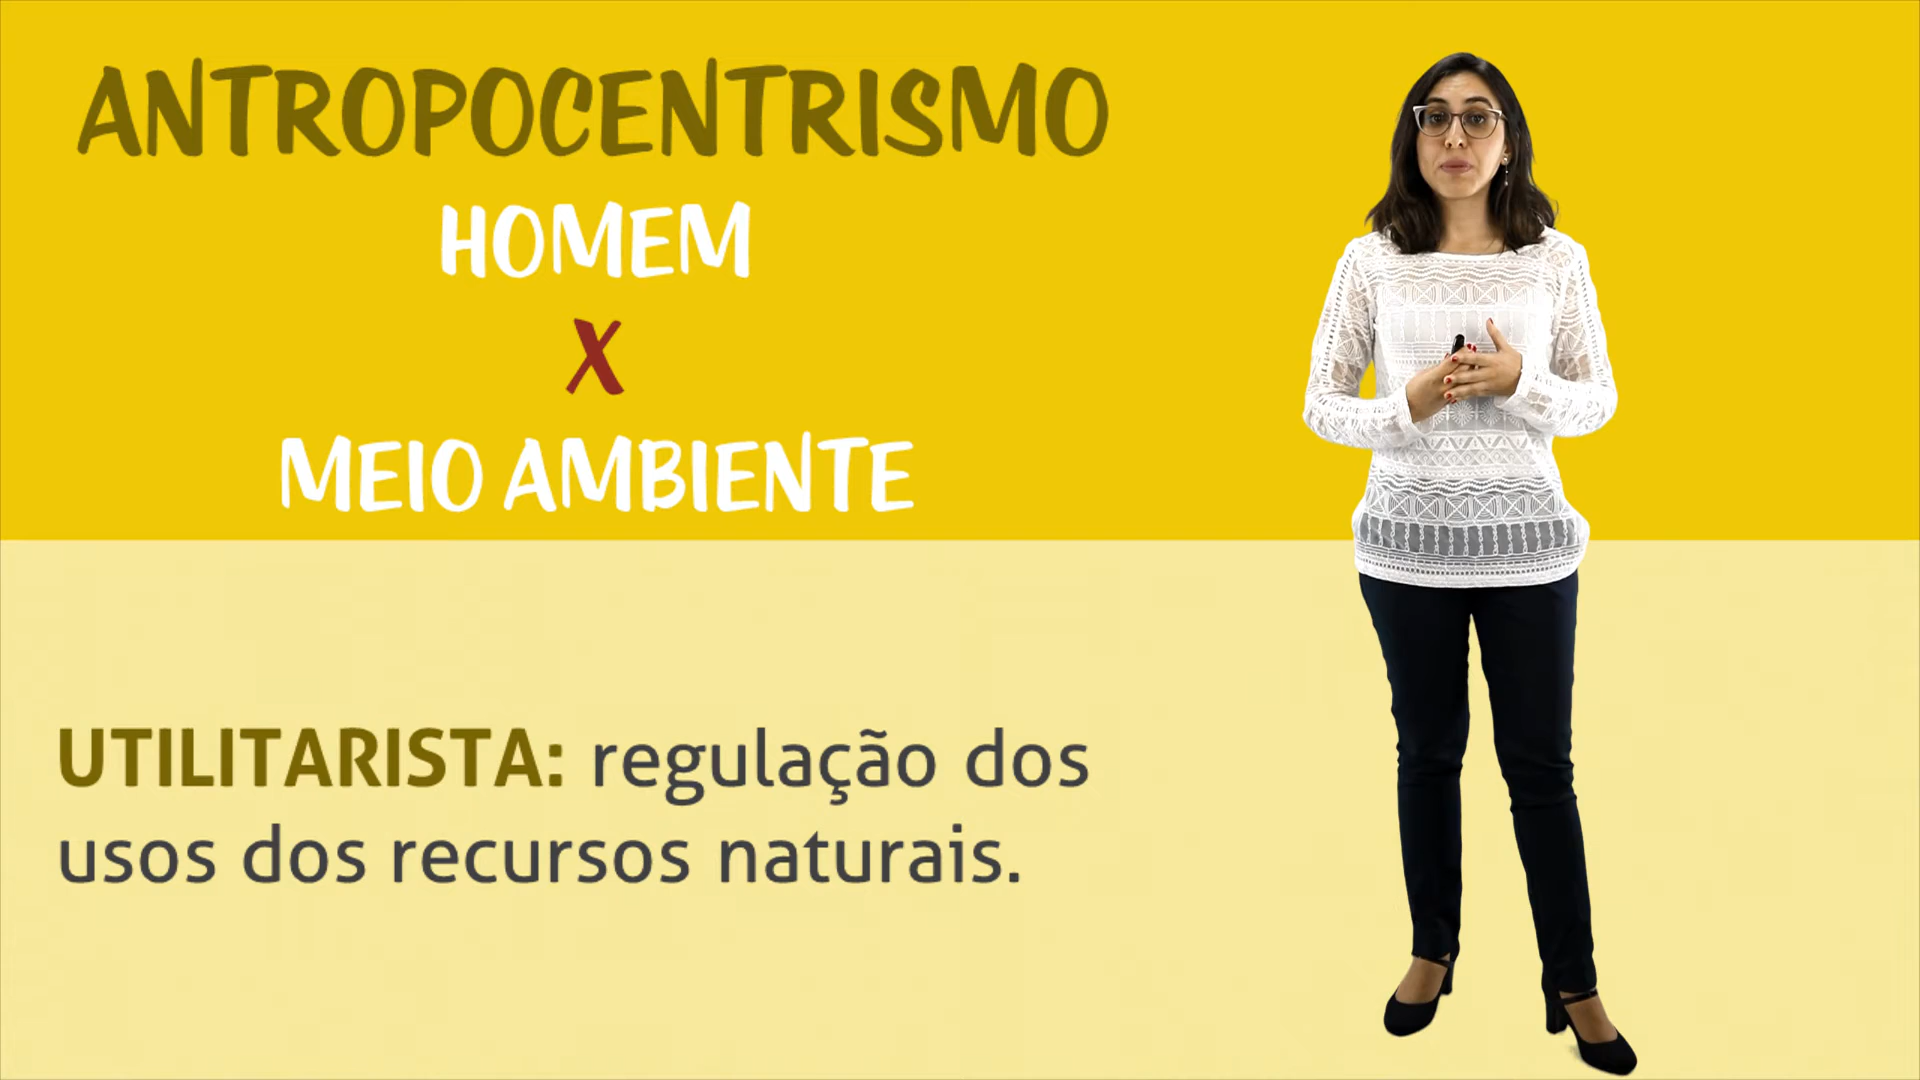 ANTROPOCENTRISMO
HOMEM
X
MEIO AMBIENTE
UTILITARISTA: regulação dos
usos dos recursos naturais.